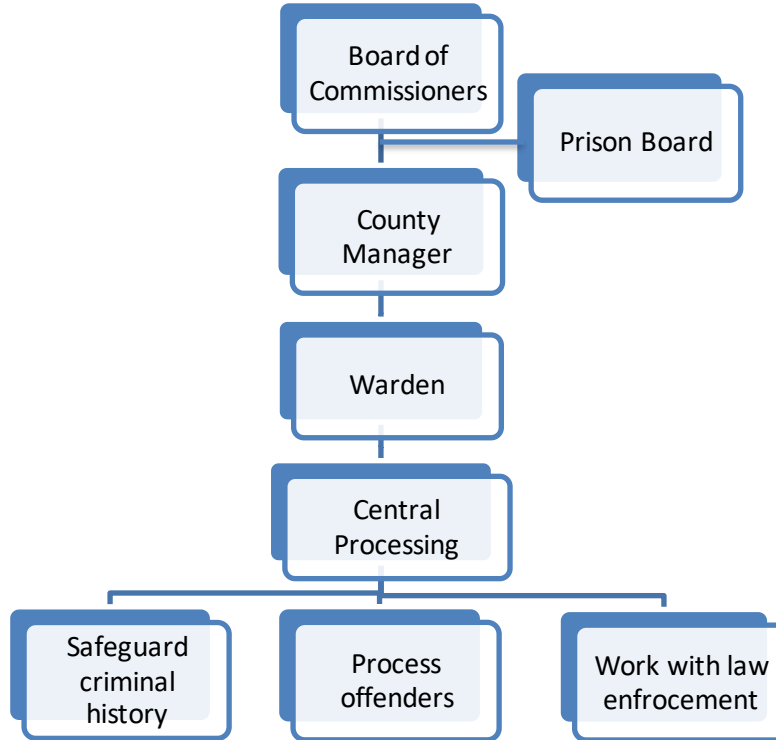 Board of
Commissioners
Prison Board
County
Manager
Warden
Central
Processing
Safeguard
criminal
history
Process
offenders
Work with law
enfrocement